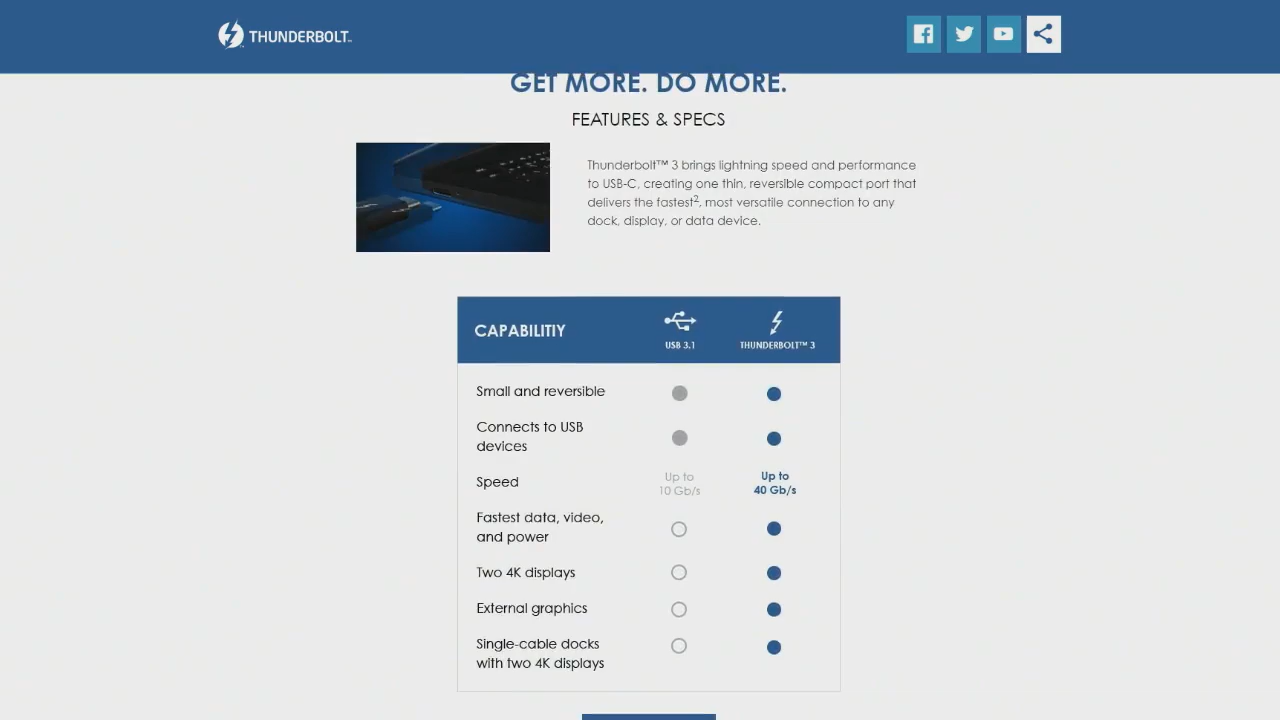 THUNDERBOLT™
GET MORE. DO MORE.
FEATURES & SPECS
Thunderbolt™ 3 brings lightning speed and performance
to USB-C, creating one thin, reversible compact port that
delivers the fastest², most versatile connection to any
dock, display, or data device.
CAPABILITIY
USB 3.1
THUNDERBOLT™ 3
Small and reversible
Connects to USB
devices
Speed
Up to
10 Gb/s
Up to
40 Gb/s
Fastest data, video,
and power
Two 4K displays
External graphics
Single-cable docks
with two 4K displays